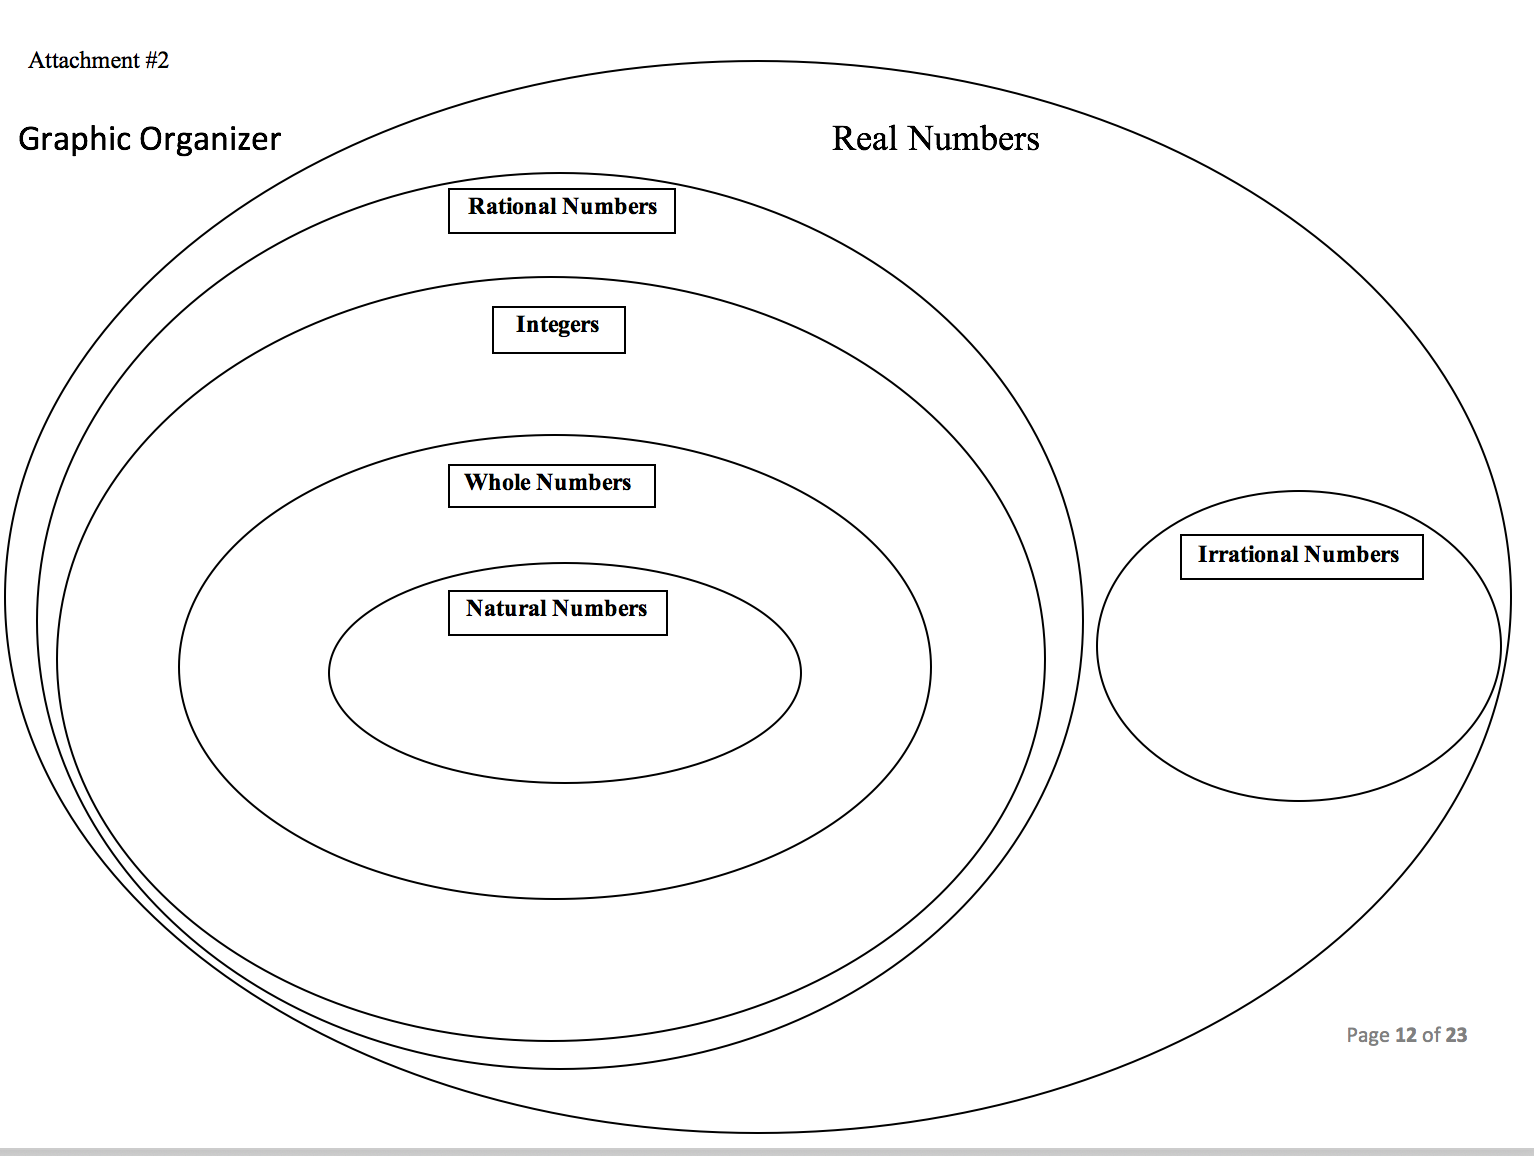 Attachment #2
Graphic Organizer
Real Numbers
Rational Numbers
Integers
Whole Numbers
Natural Numbers
Irrational Numbers
Page 12 of 23